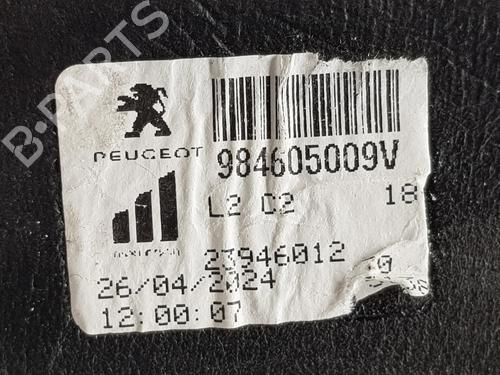 PEUGEOT
984605009V
L2 C2 18
23946012
26/04/2024
12:00:07
B-PARTS